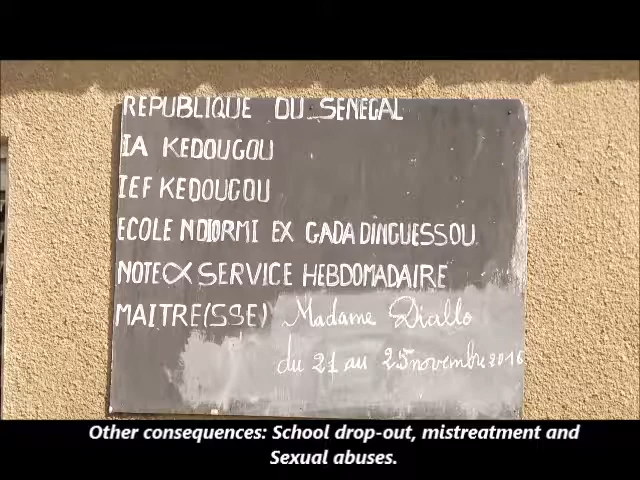 REPUBLIQUE DU SENEGAL
IA KEDOUGOU
IEF KEDOUGOU
ECOLE NDIORMI EX GADA DINGUESSOU
NOTE SERVICE HEBDOMADAIRE
MAITRE(SSE) Madame Diallo
du 21 au 25 novembre 2016
Other consequences: School drop-out, mistreatment and
Sexual abuses.